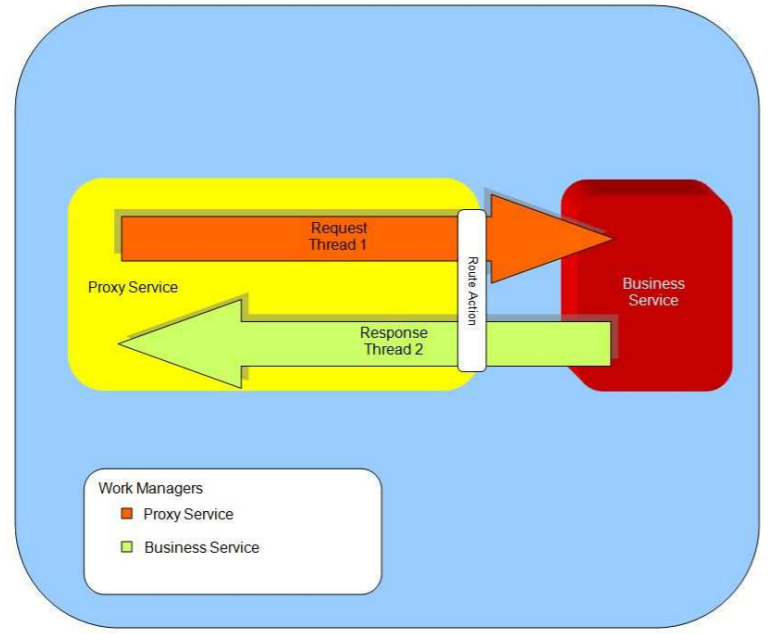 Request
Thread 1
Route Action
Proxy Service
Business
Service
Response
Thread 2
Work Managers
Proxy Service
Business Service